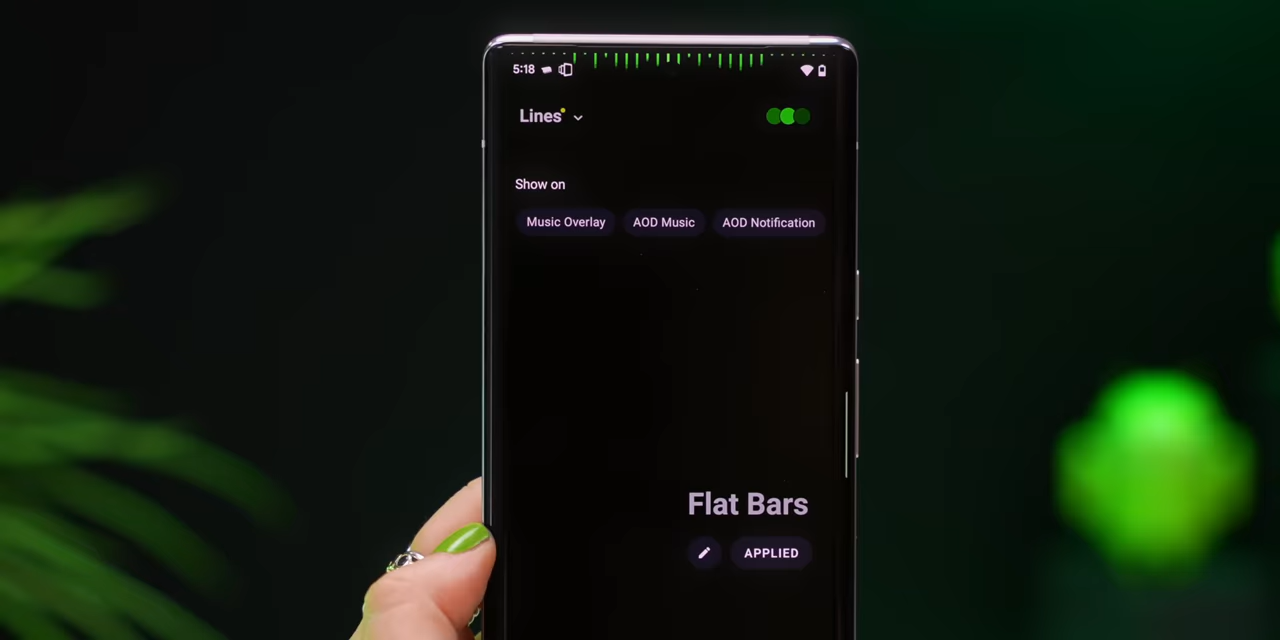 5:18
Lines
Show on
Music Overlay AOD Music AOD Notification
Flat Bars
APPLIED